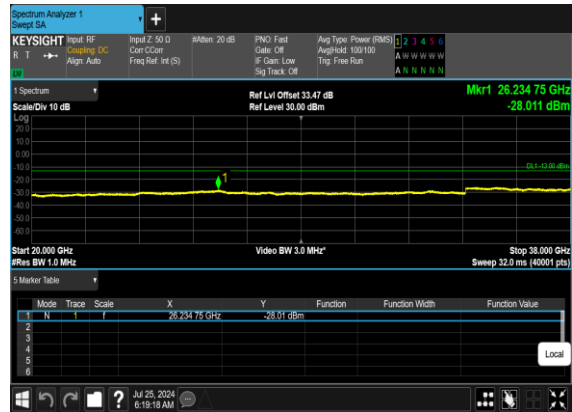 Spectrum Analyzer 1
Swept SA
+
KEYSIGHT
R T
LW
Input: RF
Coupling: DC
Align: Auto
Input Z: 50 Ω
Corr CCorr
Freq Ref: Int (S)
#Atten: 20 dB
PNO: Fast
Gate: Off
IF Gain: Low
Sig Track: Off
Avg Type: Power (RMS)
Avg|Hold: 100/100
Trig: Free Run
1 2 3 4 5 6
A W W W W W
A N N N N N
1 Spectrum
Scale/Div 10 dB
Ref Lvl Offset 33.47 dB
Ref Level 30.00 dBm
Mkr1 26.234 75 GHz
-28.011 dBm
Log
20.0
10.0
0.00
-10.0
DL1 -13.00 dBm
-20.0
1
-30.0
-40.0
-50.0
-60.0
Start 20.000 GHz
#Res BW 1.0 MHz
Video BW 3.0 MHz*
Stop 38.000 GHz
Sweep 32.0 ms (40001 pts)
5 Marker Table
Mode Trace Scale X Y Function Function Width Function Value
1 N 1 f 26.234 75 GHz -28.01 dBm
2
3
4
5
6
Local
?
Jul 25, 2024
6:19:18 AM